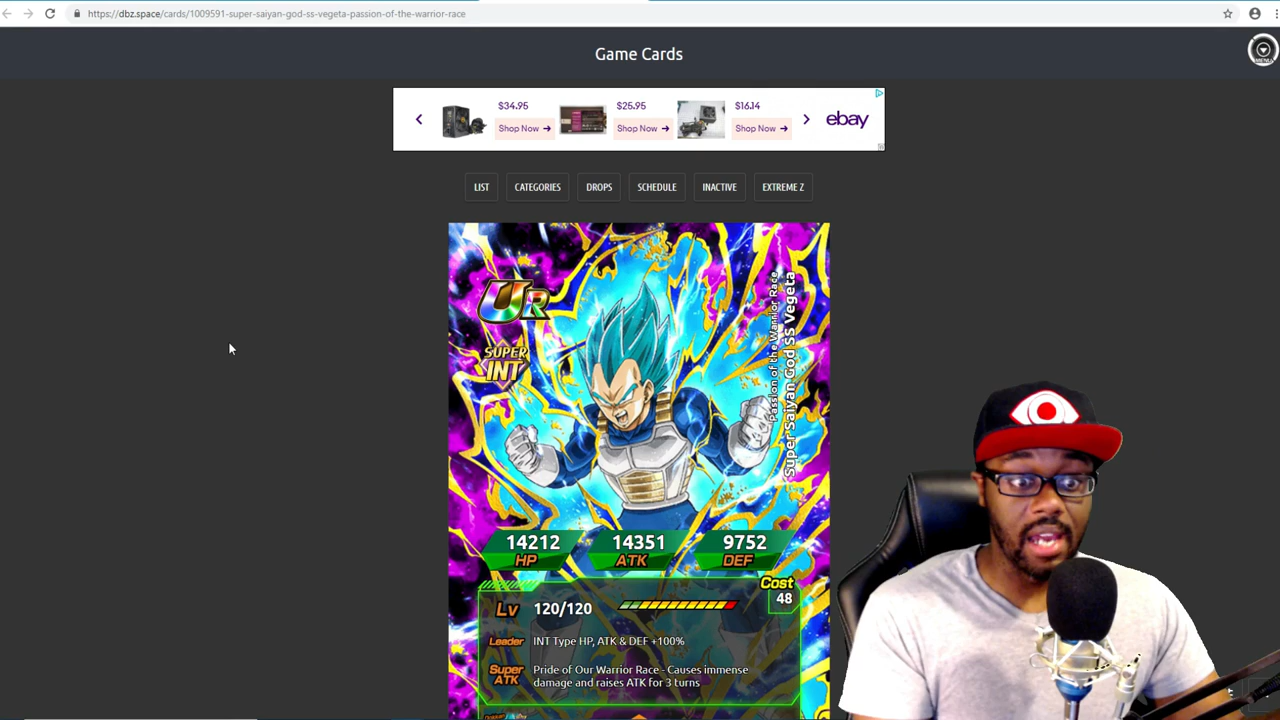 https://dbz.space/cards/1009591-super-saiyan-god-ss-vegeta-passion-of-the-warrior-race
Game Cards
MENU
$34.95
Shop Now →
$25.95
Shop Now →
$16.14
Shop Now →
ebay
LIST
CATEGORIES
DROPS
SCHEDULE
INACTIVE
EXTREME Z
UR
SUPER
INT
Passion of the Warrior Race
Super Saiyan God SS Vegeta
14212
HP
14351
ATK
9752
DEF
Cost
48
Lv 120/120
Leader INT Type HP, ATK & DEF +100%
Super ATK Pride of Our Warrior Race - Causes immense
damage and raises ATK for 3 turns